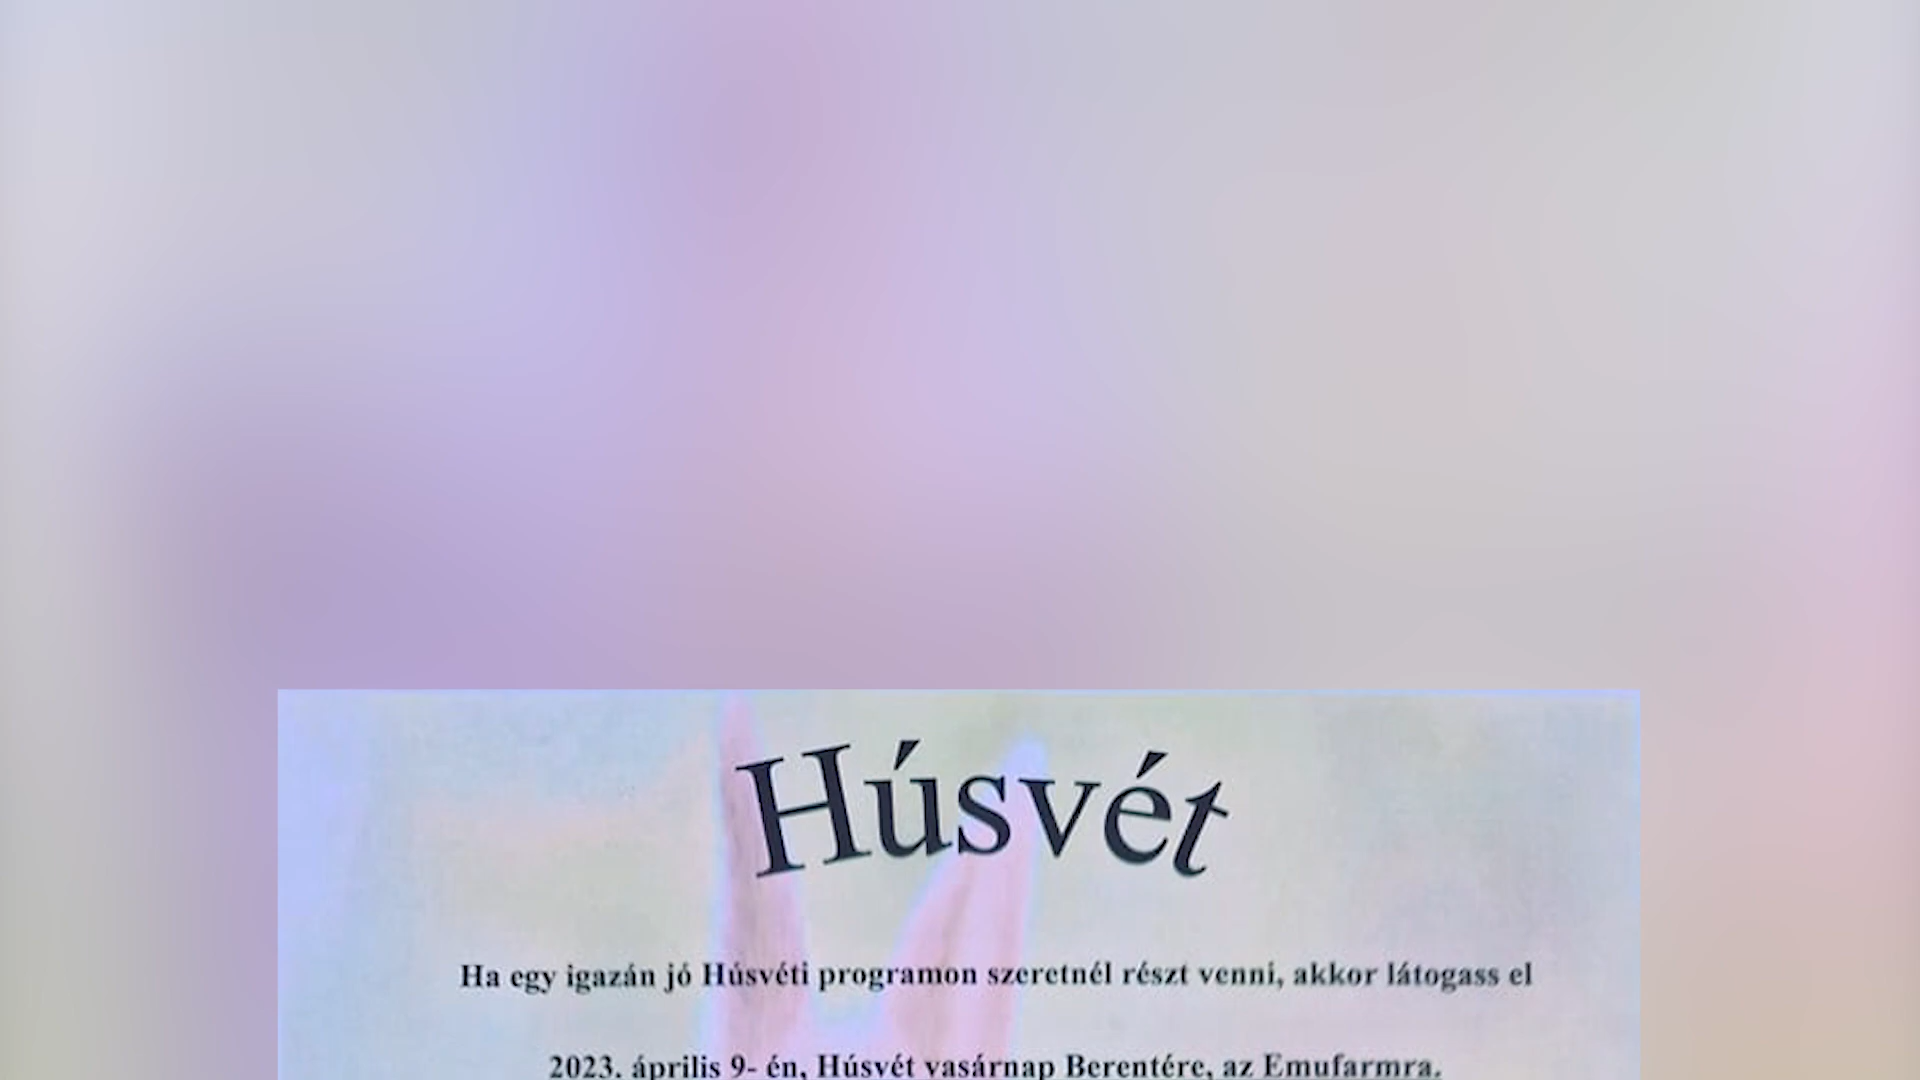 Húsvét
Ha egy igazán jó Húsvéti programon szeretnél részt venni, akkor látogass el
2023. április 9- én, Húsvét vasárnap Berentére, az Emufarmra.